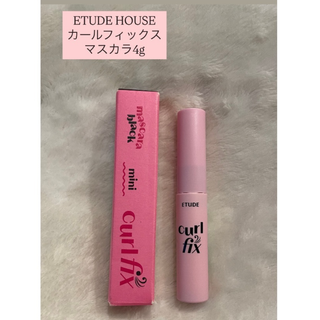 ETUDE HOUSE
カールフィックス
マスカラ4g
mascara
black
mini
curl fix
ETUDE
curl
fix